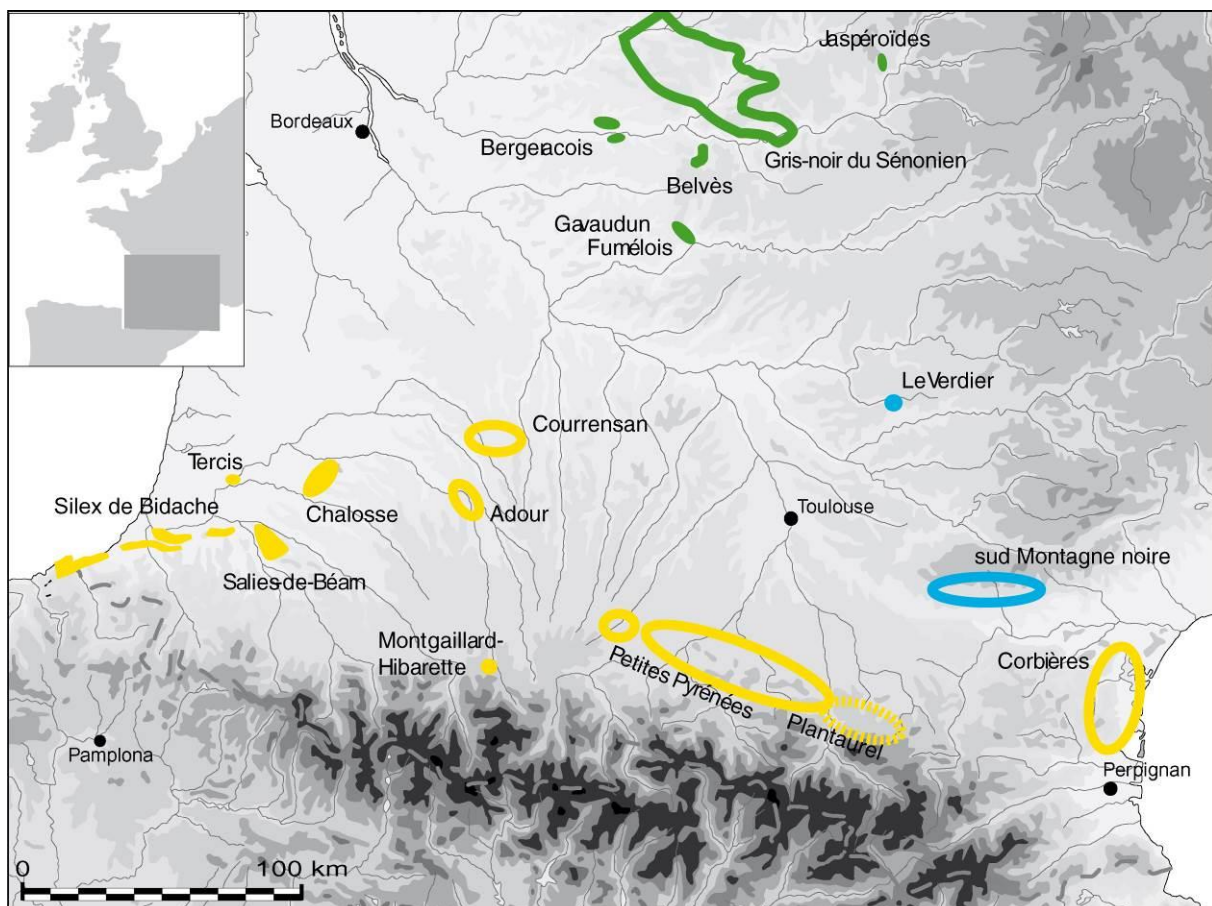 Jaspéroïdes
Bordeaux
Bergeracois
Gris-noir du Sénonien
Belvès
Gavaudun
Fumélois
Le Verdier
Courrensan
Tercis
Silex de Bidache
Chalosse
Adour
Toulouse
Salies-de-Béarn
sud Montagne noire
Montgaillard-
Hibarette
Petites Pyrénées
Plantaurel
Corbières
Pamplona
Perpignan
0 100 km